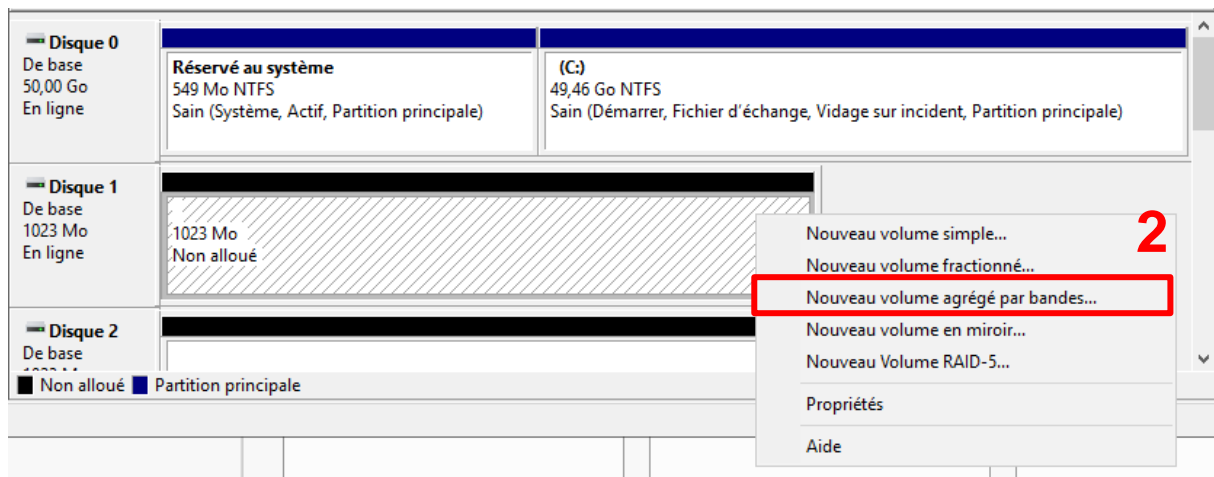 Disque 0
De base
50,00 Go
En ligne
Réservé au système
549 Mo NTFS
Sain (Système, Actif, Partition principale)
(C:)
49,46 Go NTFS
Sain (Démarrer, Fichier d'échange, Vidage sur incident, Partition principale)
Disque 1
De base
1023 Mo
En ligne
1023 Mo
Non alloué
2
Nouveau volume simple...
Nouveau volume fractionné...
Nouveau volume agrégé par bandes...
Nouveau volume en miroir...
Nouveau Volume RAID-5...
Propriétés
Aide
Disque 2
De base
Non alloué
Partition principale